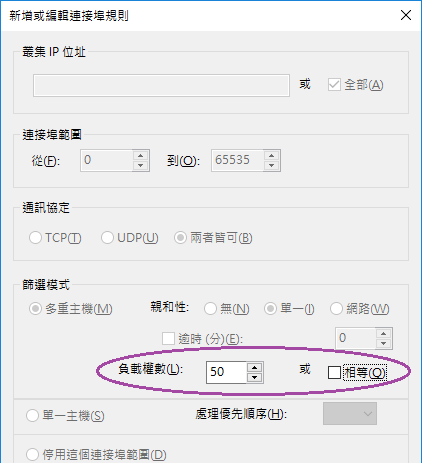 新增或編輯連接埠規則
叢集 IP 位址
或 全部(A)
連接埠範圍
從(F): 0 到(O): 65535
通訊協定
TCP(T) UDP(U) 兩者皆可(B)
篩選模式
多重主機(M) 親和性: 無(N) 單一(I) 網路(W)
逾時 (分)(E): 0
負載權數(L): 50 或 相等(Q)
單一主機(S) 處理優先順序(H):
停用這個連接埠範圍(D)